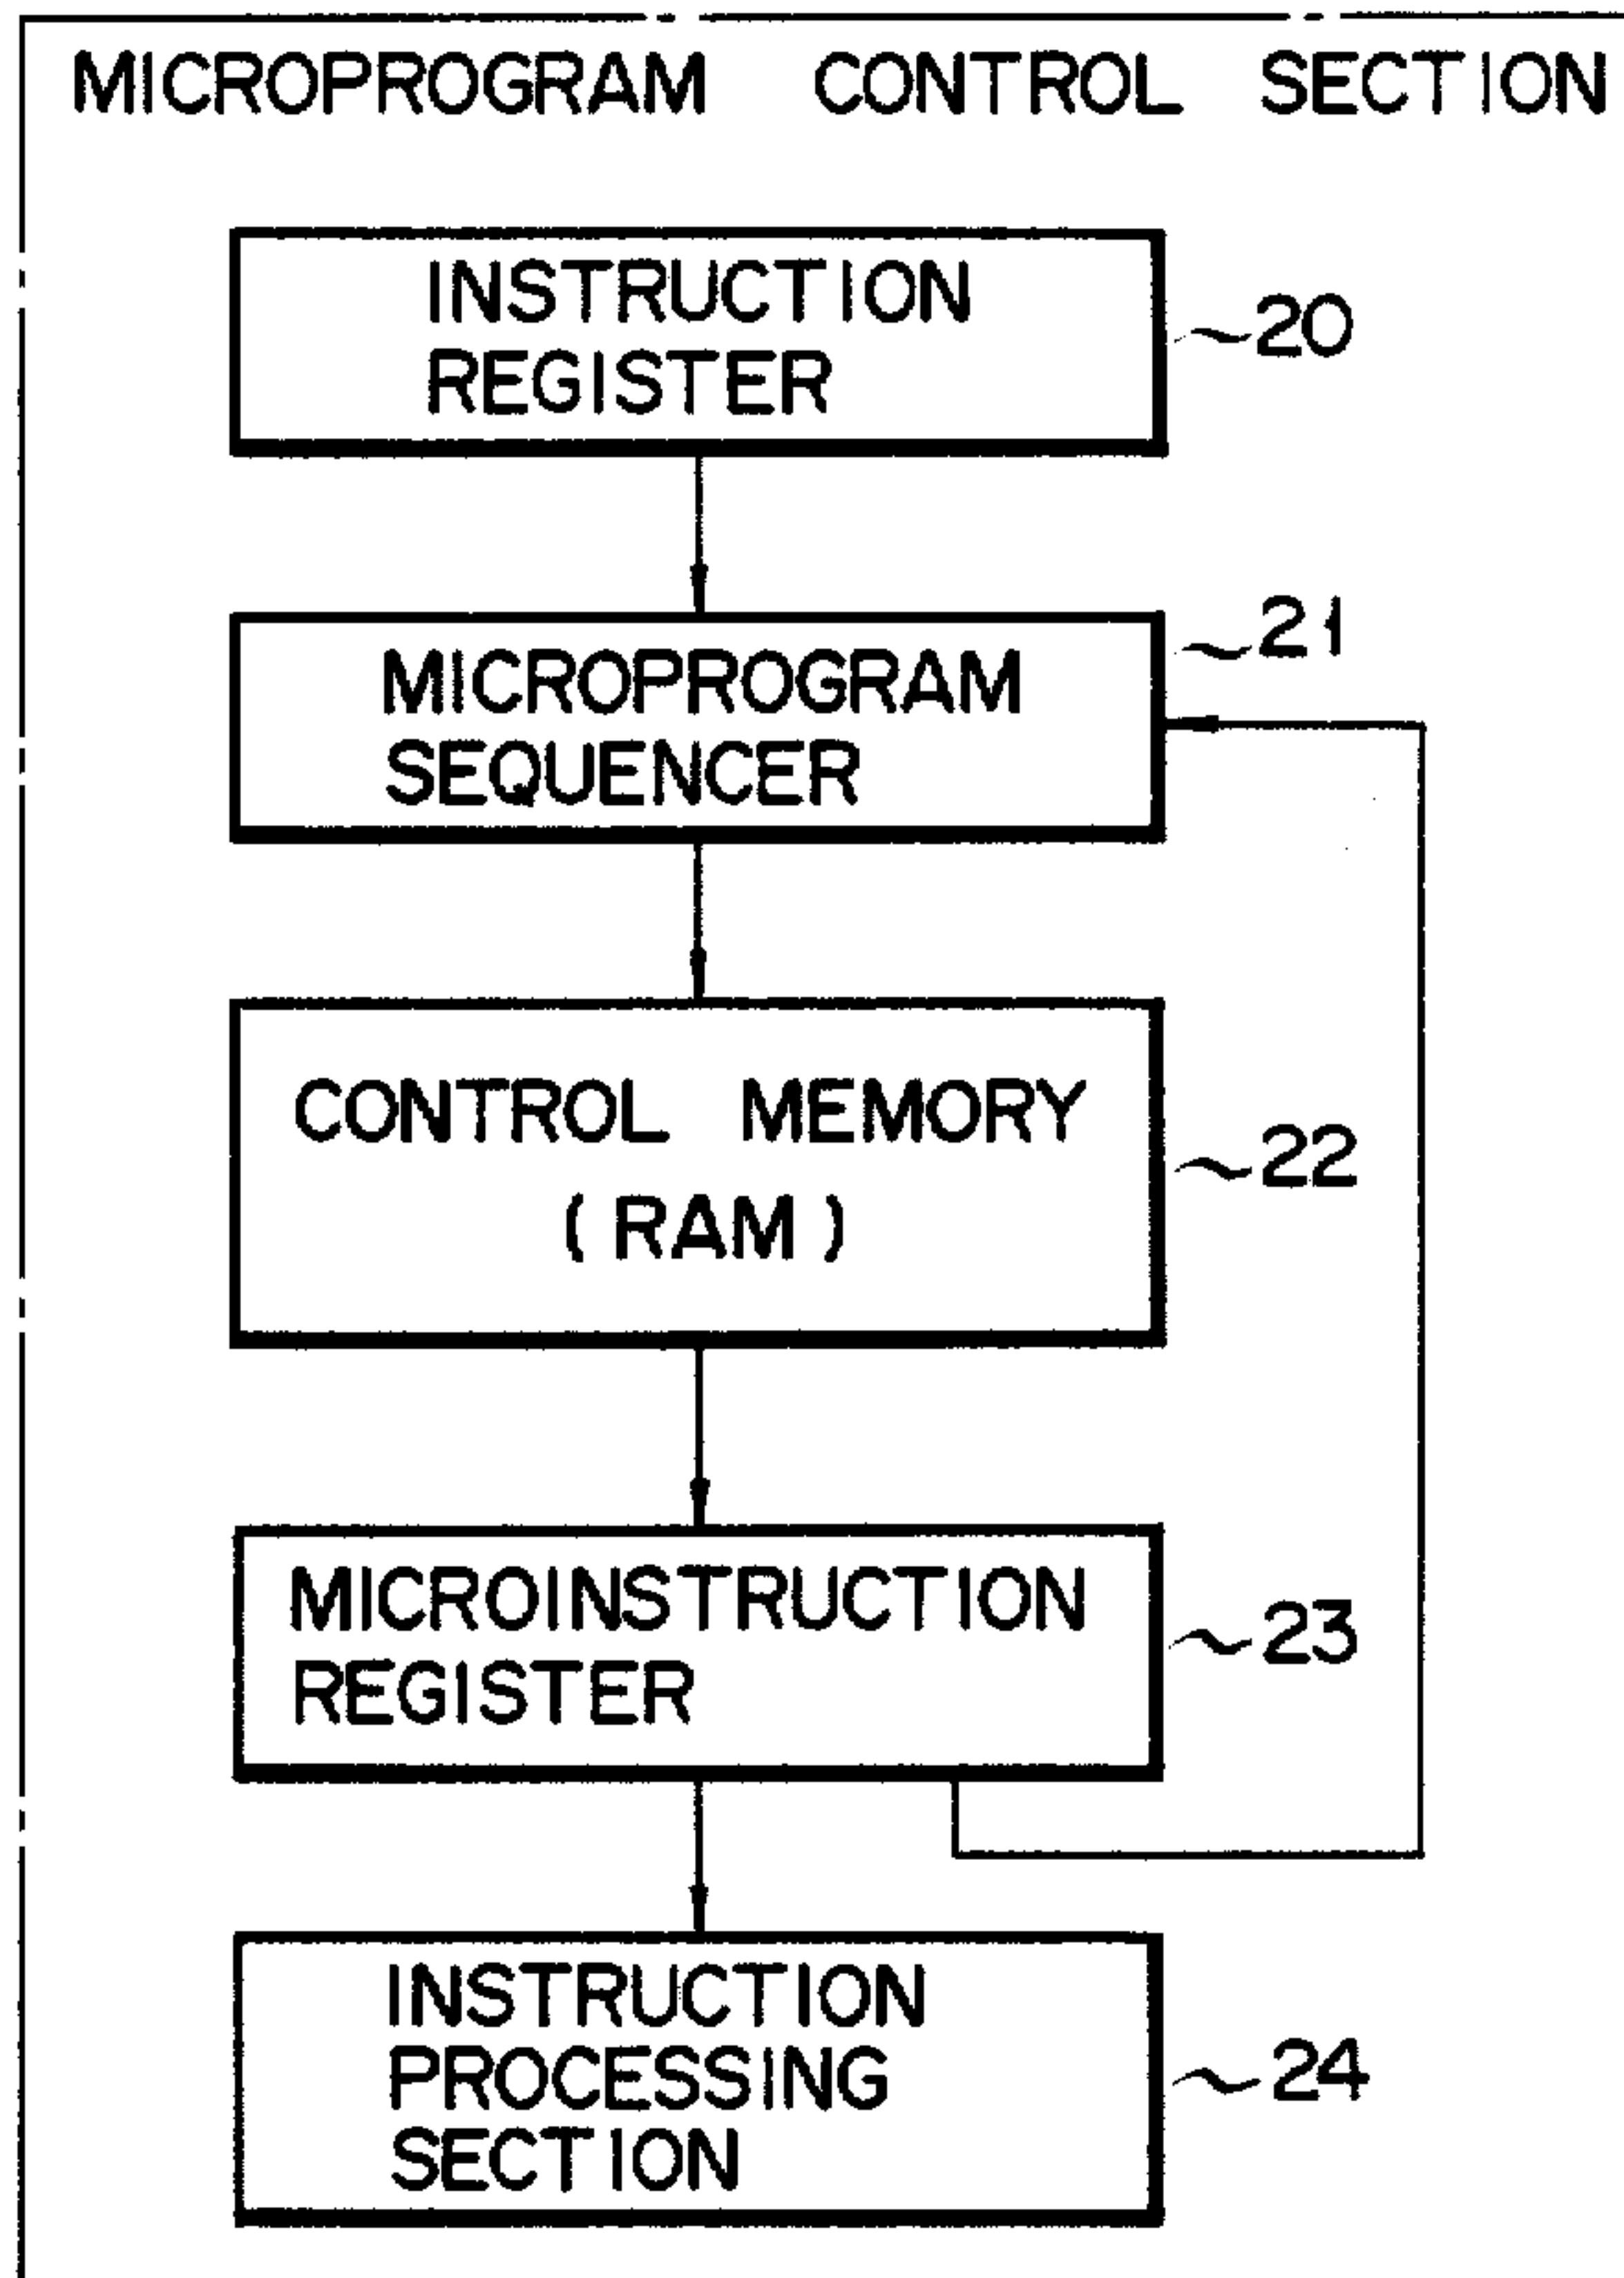 MICROPROGRAM CONTROL SECTION
INSTRUCTION
REGISTER
20
MICROPROGRAM
SEQUENCER
21
CONTROL MEMORY
(RAM)
22
MICROINSTRUCTION
REGISTER
23
INSTRUCTION
PROCESSING
SECTION
24